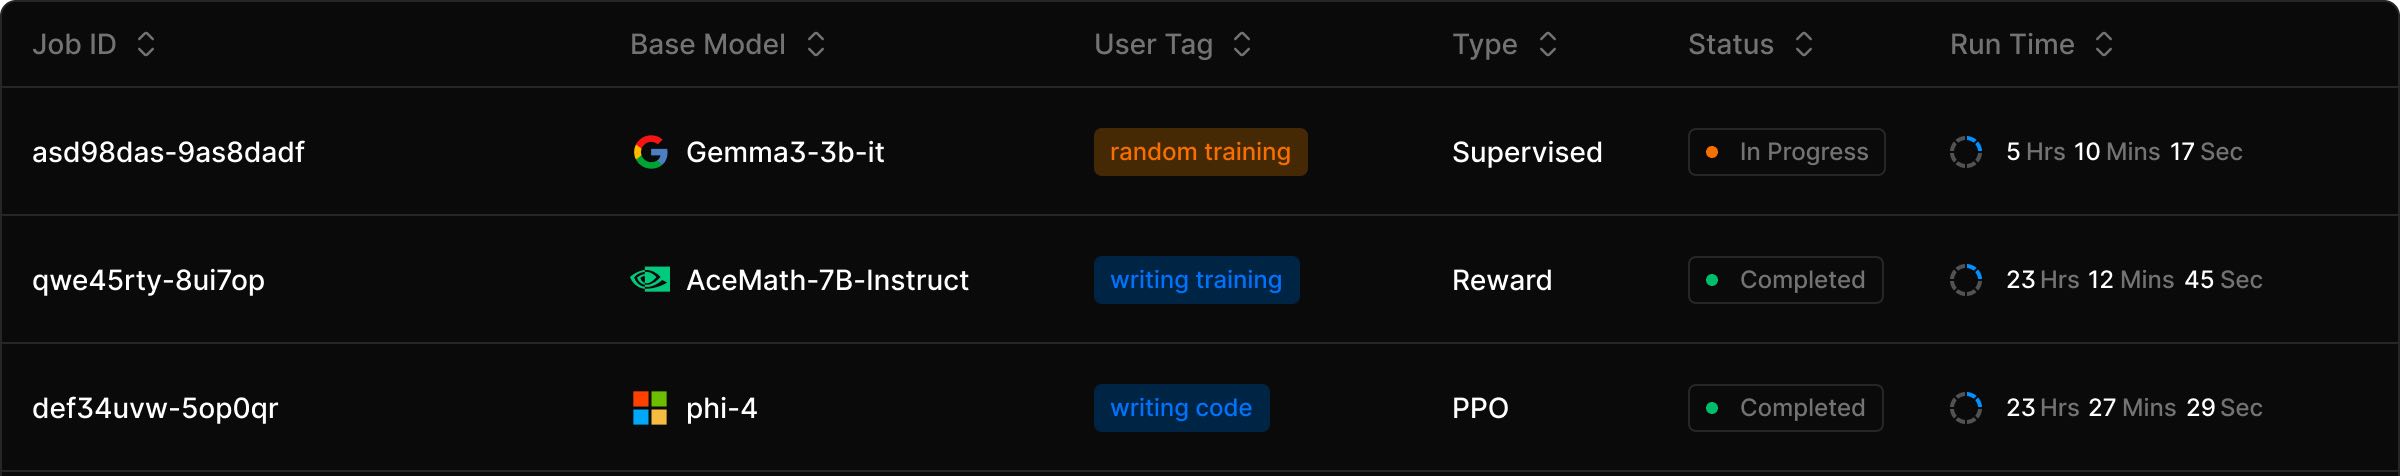 Job ID Base Model User Tag Type Status Run Time
asd98das-9as8dadf Gemma3-3b-it random training Supervised In Progress 5 Hrs 10 Mins 17 Sec
qwe45rty-8ui7op AceMath-7B-Instruct writing training Reward Completed 23 Hrs 12 Mins 45 Sec
def34uvw-5op0qr phi-4 writing code PPO Completed 23 Hrs 27 Mins 29 Sec